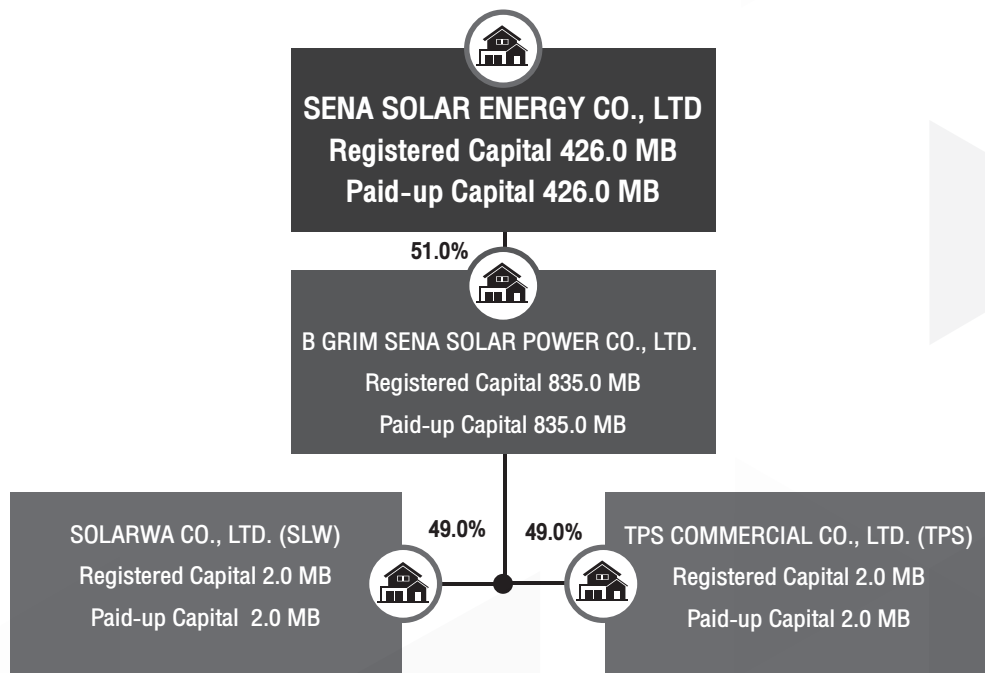 SENA SOLAR ENERGY CO., LTD
Registered Capital 426.0 MB
Paid-up Capital 426.0 MB
51.0%
B GRIM SENA SOLAR POWER CO., LTD.
Registered Capital 835.0 MB
Paid-up Capital 835.0 MB
SOLARWA CO., LTD. (SLW)
Registered Capital 2.0 MB
Paid-up Capital 2.0 MB
49.0%
49.0%
TPS COMMERCIAL CO., LTD. (TPS)
Registered Capital 2.0 MB
Paid-up Capital 2.0 MB